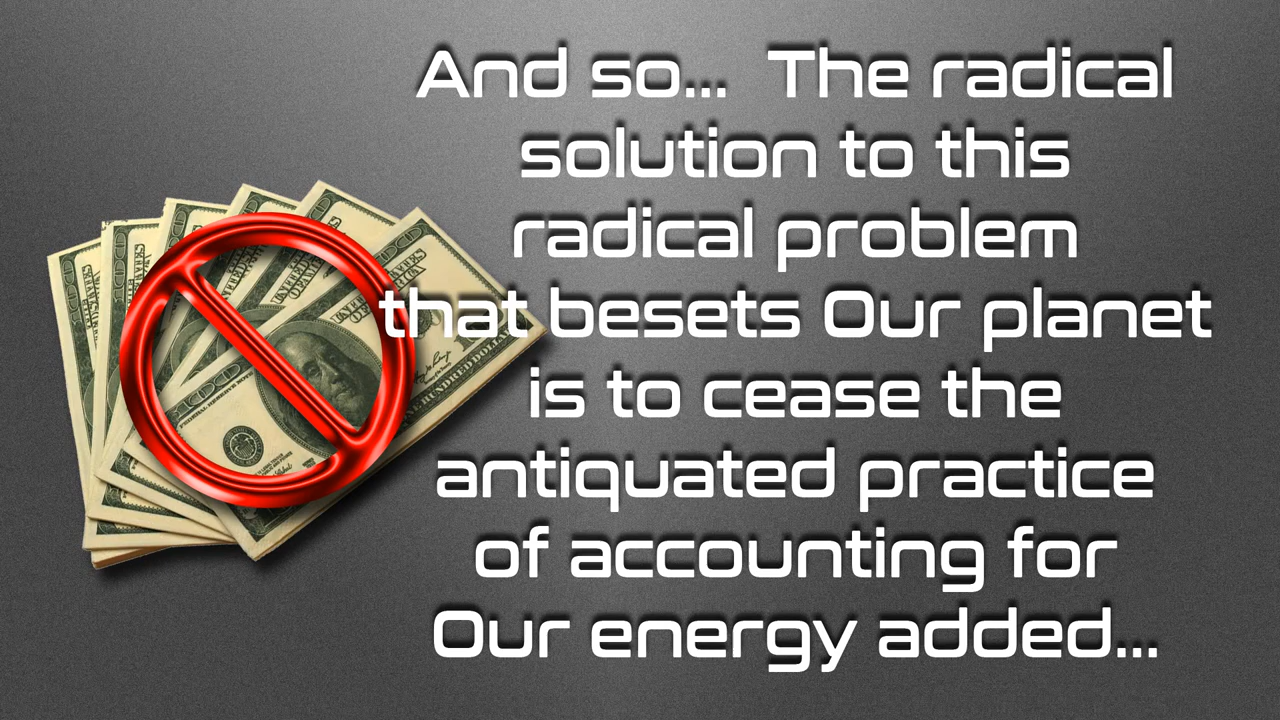 And so... The radical
solution to this
radical problem
that besets Our planet
is to cease the
antiquated practice
of accounting for
Our energy added...